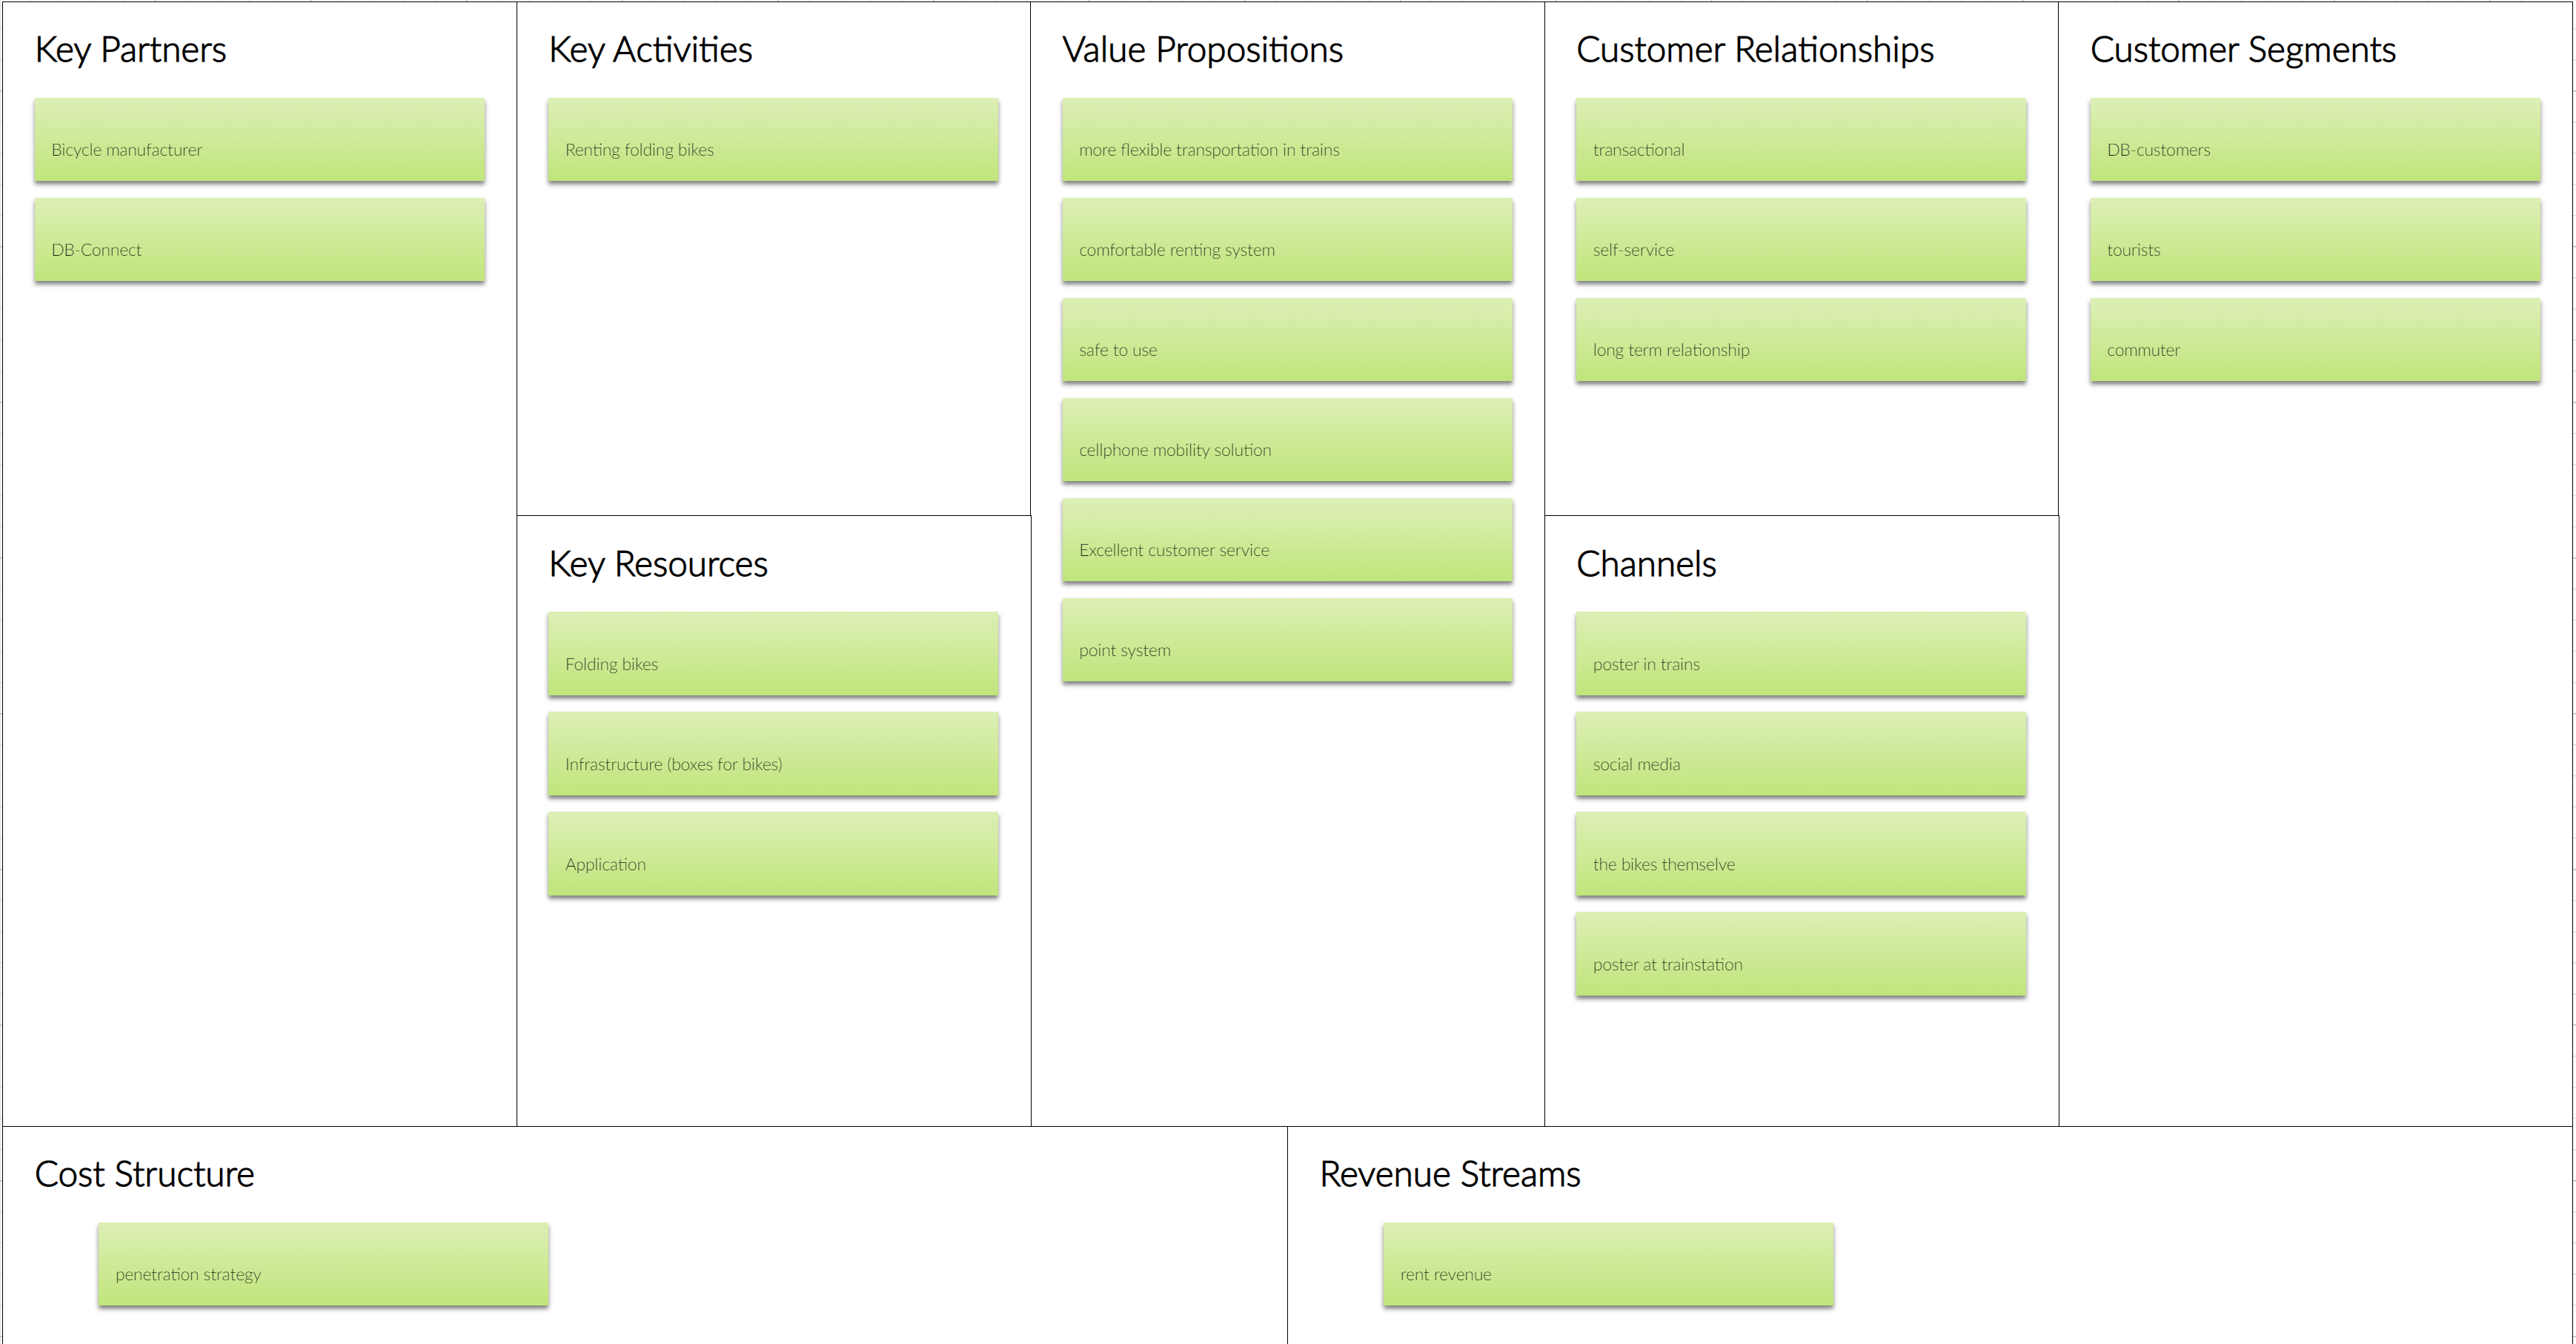 Key Partners
Bicycle manufacturer
DB-Connect
Key Activities
Renting folding bikes
Key Resources
Folding bikes
Infrastructure (boxes for bikes)
Application
Value Propositions
more flexible transportation in trains
comfortable renting system
safe to use
cellphone mobility solution
Excellent customer service
point system
Customer Relationships
transactional
self-service
long term relationship
Channels
poster in trains
social media
the bikes themselve
poster at trainstation
Customer Segments
DB-customers
tourists
commuter
Cost Structure
penetration strategy
Revenue Streams
rent revenue